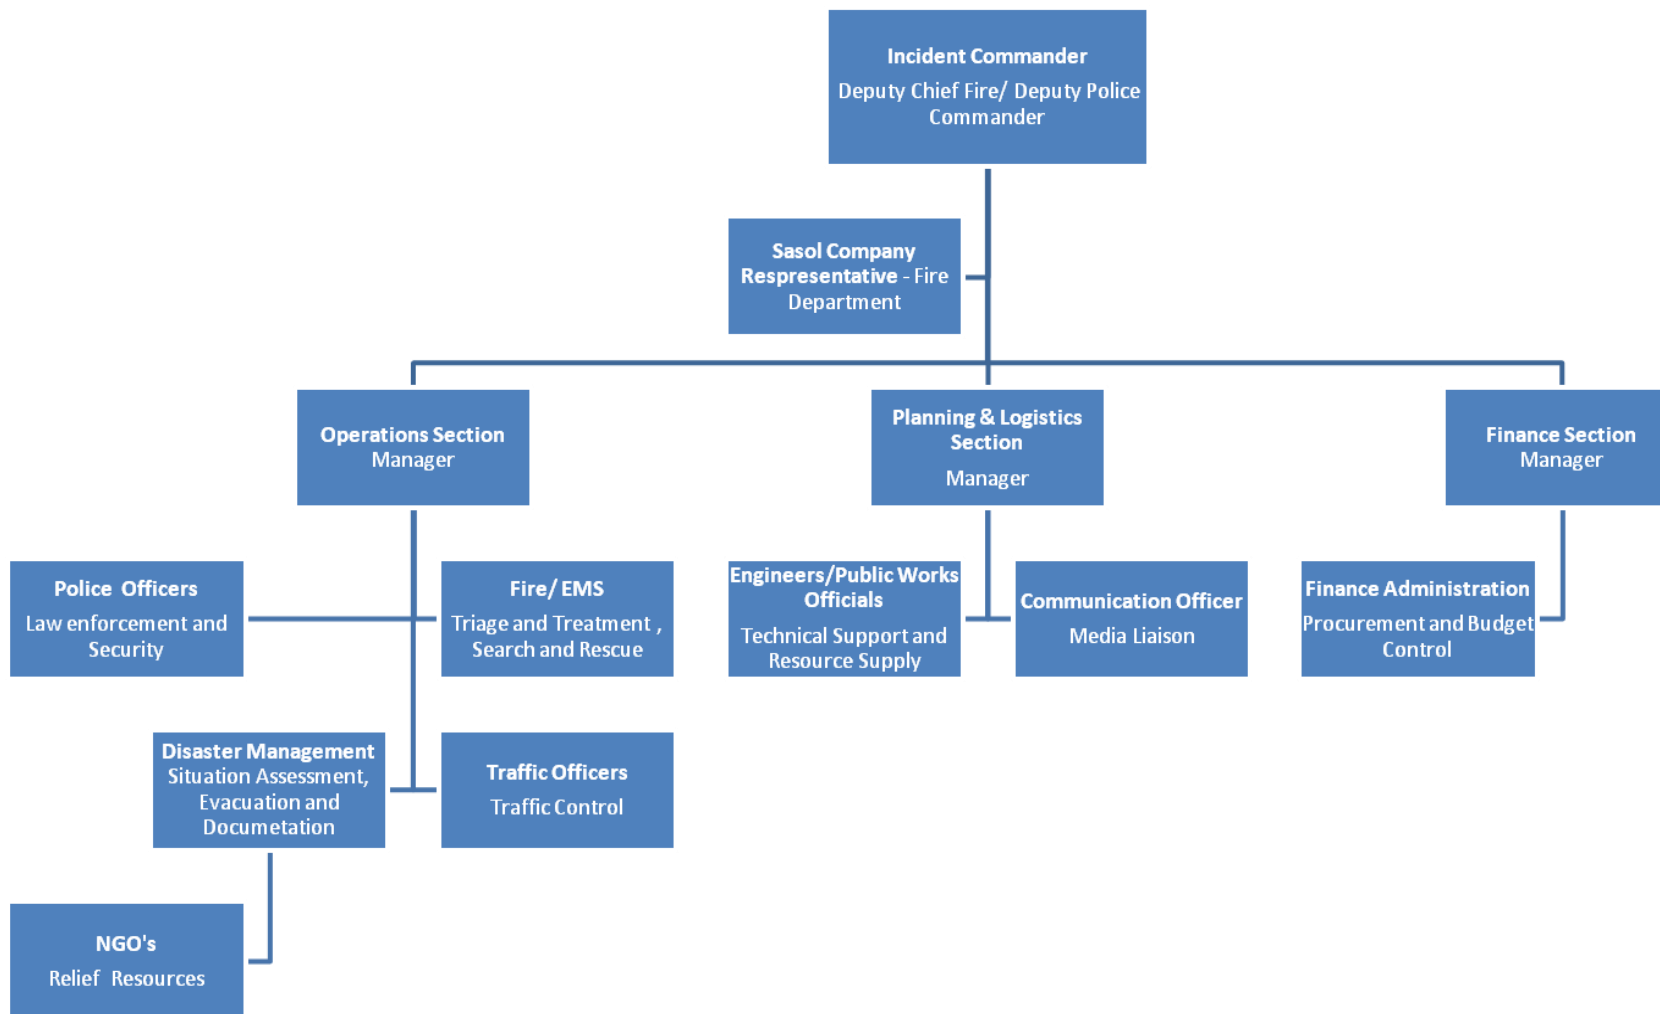 Incident Commander
Deputy Chief Fire/ Deputy Police
Commander
Sasol Company
Respresentative - Fire
Department
Operations Section
Manager
Planning & Logistics
Section
Manager
Finance Section
Manager
Police Officers
Law enforcement and
Security
Fire/ EMS
Triage and Treatment ,
Search and Rescue
Engineers/Public Works
Officials
Technical Support and
Resource Supply
Communication Officer
Media Liaison
Finance Administration
Procurement and Budget
Control
Disaster Management
Situation Assessment,
Evacuation and
Documetation
Traffic Officers
Traffic Control
NGO's
Relief Resources